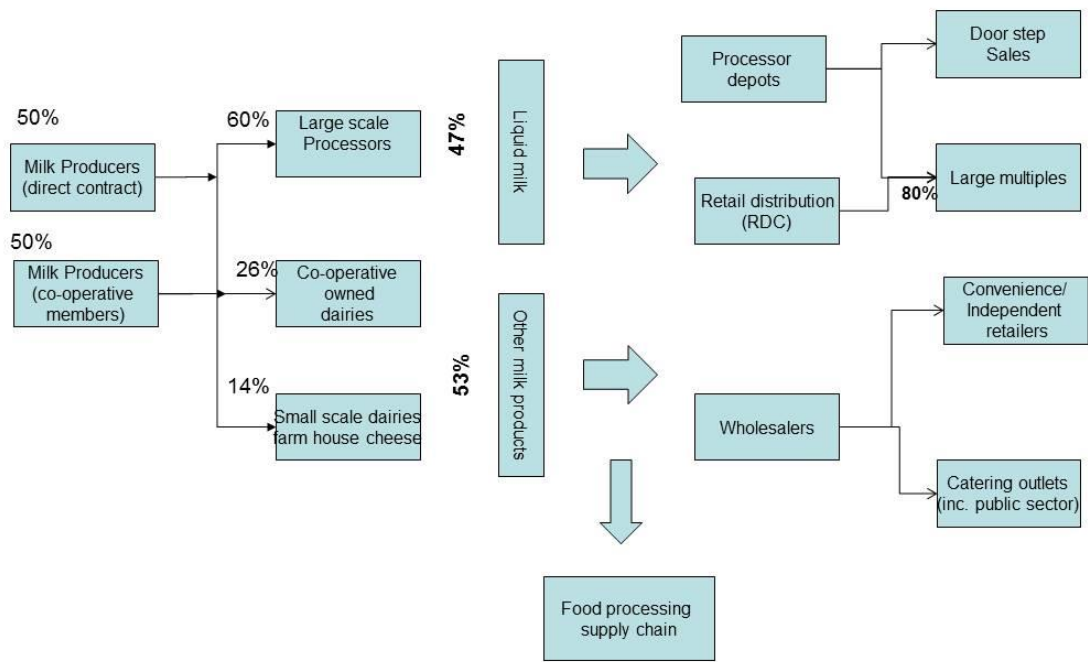 50%
Milk Producers
(direct contract)
50%
Milk Producers
(co-operative
members)
60%
Large scale
Processors
26%
Co-operative
owned
dairies
14%
Small scale dairies
farm house cheese
47%
Liquid milk
53%
Other milk products
Processor
depots
Retail distribution
(RDC)
Wholesalers
Food processing
supply chain
Door step
Sales
80%
Large multiples
Convenience/
Independent
retailers
Catering outlets
(inc. public sector)